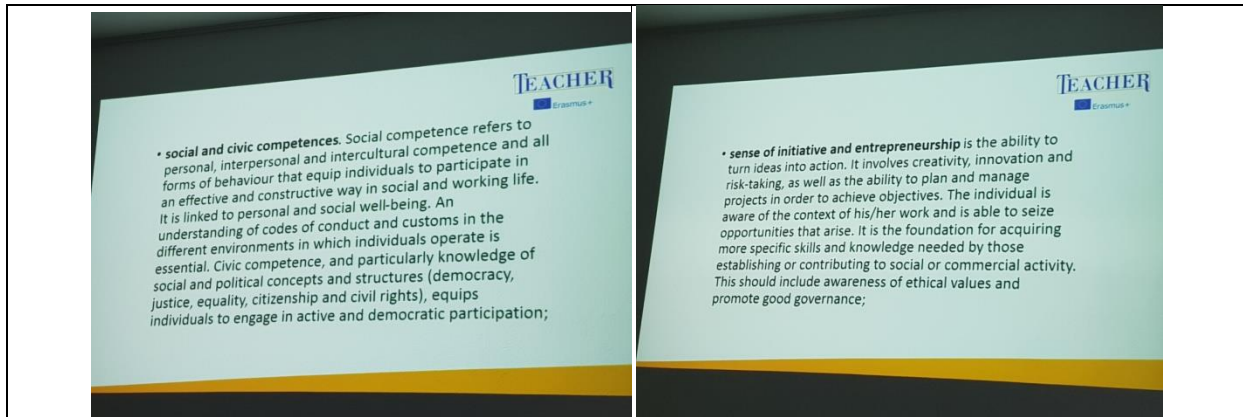 TEACHER
Erasmus+
• social and civic competences. Social competence refers to
personal, interpersonal and intercultural competence and all
forms of behaviour that equip individuals to participate in
an effective and constructive way in social and working life.
It is linked to personal and social well-being. An
understanding of codes of conduct and customs in the
different environments in which individuals operate is
essential. Civic competence, and particularly knowledge of
social and political concepts and structures (democracy,
justice, equality, citizenship and civil rights), equips
individuals to engage in active and democratic participation;
TEACHER
Erasmus+
• sense of initiative and entrepreneurship is the ability to
turn ideas into action. It involves creativity, innovation and
risk-taking, as well as the ability to plan and manage
projects in order to achieve objectives. The individual is
aware of the context of his/her work and is able to seize
opportunities that arise. It is the foundation for acquiring
more specific skills and knowledge needed by those
establishing or contributing to social or commercial activity.
This should include awareness of ethical values and
promote good governance;